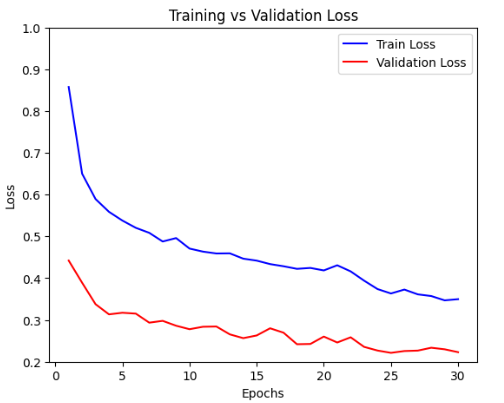 Training vs Validation Loss
Train Loss
Validation Loss
1.0
0.9
0.8
0.7
0.6
0.5
0.4
0.3
0.2
Loss
0 5 10 15 20 25 30
Epochs